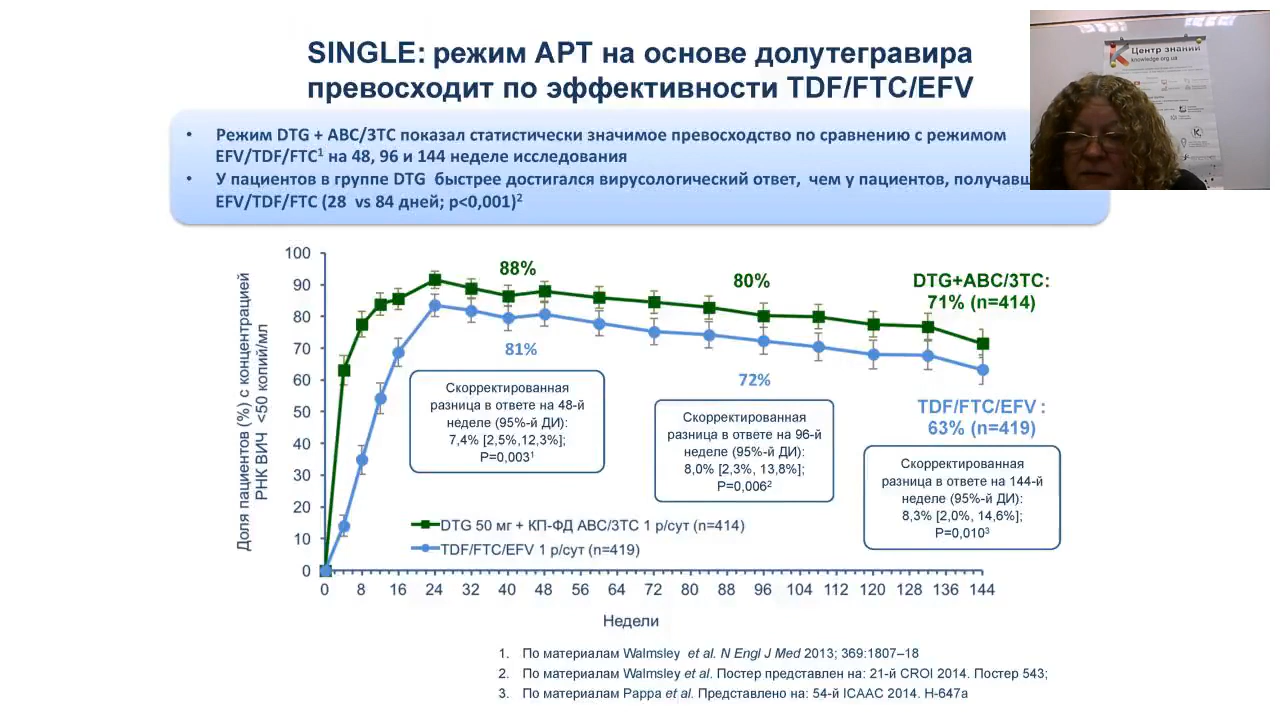 SINGLE: режим АРТ на основе долутегравира
превосходит по эффективности TDF/FTC/EFV
• Режим DTG + ABC/3TC показал статистически значимое превосходство по сравнению с режимом
EFV/TDF/FTC1 на 48, 96 и 144 неделе исследования
• У пациентов в группе DTG быстрее достигался вирусологический ответ, чем у пациентов,
EFV/TDF/FTC (28 vs 84 дней; p<0,001)2
Центр знаний
knowledge.org.ua
Доля пациентов (%) с концентрацией
РНК ВИЧ <50 копий/мл
100
90
80
70
60
50
40
30
20
10
0
88%
80%
DTG+ABC/3TC:
71% (n=414)
81%
72%
TDF/FTC/EFV :
63% (n=419)
Скорректированная
разница в ответе на 48-й
неделе (95%-й ДИ):
7,4% [2,5%,12,3%];
P=0,0031
Скорректированная
разница в ответе на 96-й
неделе (95%-й ДИ):
8,0% [2,3%, 13,8%];
P=0,0062
Скорректированная
разница в ответе на 144-й
неделе (95%-й ДИ):
8,3% [2,0%, 14,6%];
P=0,0103
DTG 50 мг + КП-ФД ABC/3TC 1 р/сут (n=414)
TDF/FTC/EFV 1 р/сут (n=419)
0 8 16 24 32 40 48 56 64 72 80 88 96 104 112 120 128 136 144
Недели
1. По материалам Walmsley et al. N Engl J Med 2013; 369:1807–18
2. По материалам Walmsley et al. Постер представлен на: 21-й CROI 2014. Постер 543;
3. По материалам Pappa et al. Представлено на: 54-й ICAAC 2014. H-647a